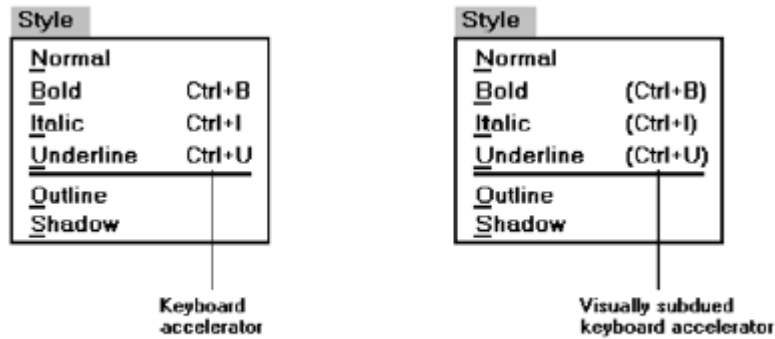 Style
Normal
Bold Ctrl+B
Italic Ctrl+I
Underline Ctrl+U
Outline
Shadow
Keyboard
accelerator
Style
Normal
Bold (Ctrl+B)
Italic (Ctrl+I)
Underline (Ctrl+U)
Outline
Shadow
Visually subdued
keyboard accelerator